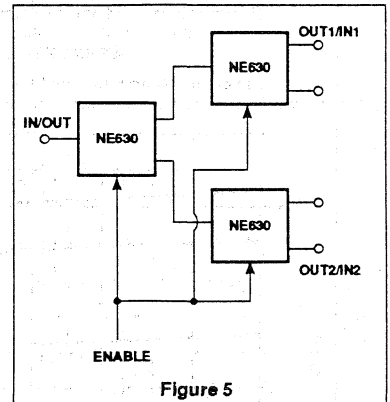 OUT1/IN1
NE630
IN/OUT
NE630
NE630
OUT2/IN2
ENABLE
Figure 5